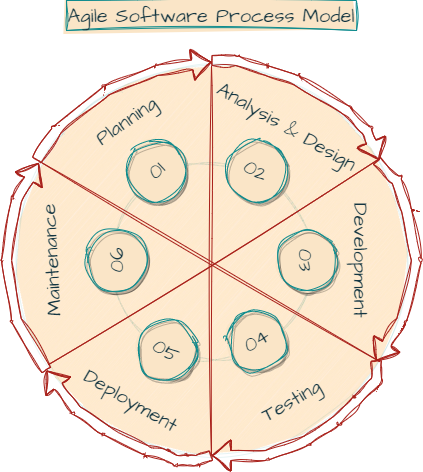 Agile Software Process Model
Planning
01
Analysis & Design
02
Development
03
Testing
04
Deployment
05
Maintenance
06